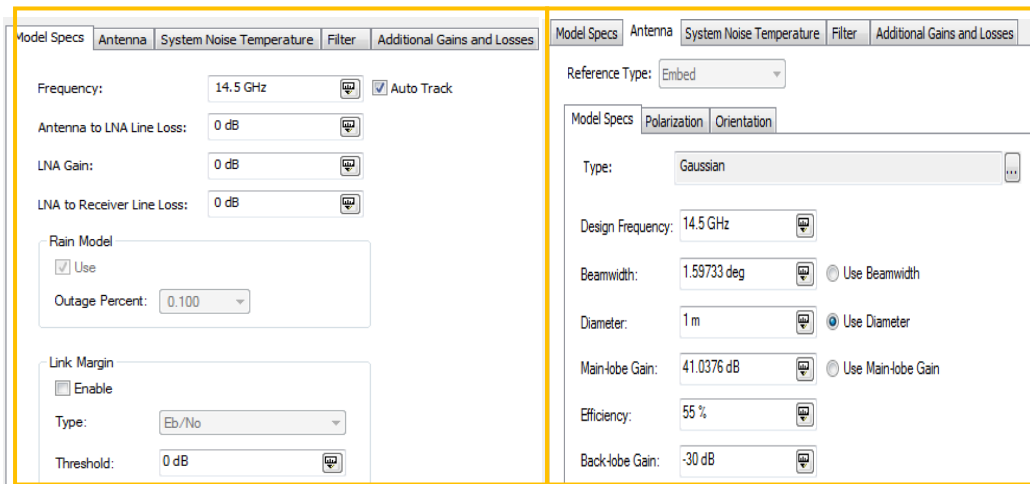 Model Specs Antenna System Noise Temperature Filter Additional Gains and Losses
Frequency: 14.5 GHz Auto Track
Antenna to LNA Line Loss: 0 dB
LNA Gain: 0 dB
LNA to Receiver Line Loss: 0 dB
Rain Model
Use
Outage Percent: 0.100
Link Margin
Enable
Type: Eb/No
Threshold: 0 dB
Model Specs Antenna System Noise Temperature Filter Additional Gains and Losses
Reference Type: Embed
Model Specs Polarization Orientation
Type: Gaussian ...
Design Frequency: 14.5 GHz
Beamwidth: 1.59733 deg Use Beamwidth
Diameter: 1 m Use Diameter
Main-lobe Gain: 41.0376 dB Use Main-lobe Gain
Efficiency: 55 %
Back-lobe Gain: -30 dB